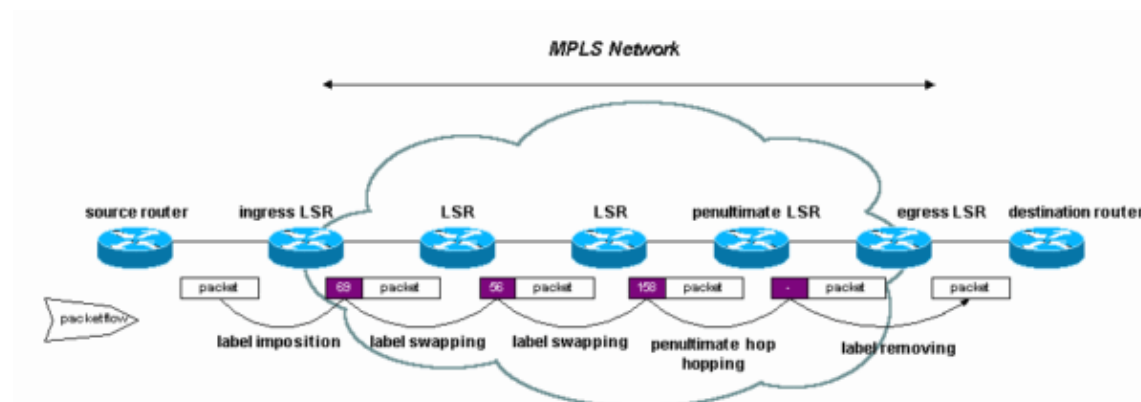 MPLS Network
source router
ingress LSR
LSR
LSR
penultimate LSR
egress LSR
destination router
packet
69
packet
56
packet
158
packet
-
packet
packet
packetflow
label imposition
label swapping
label swapping
penultimate hop
hopping
label removing